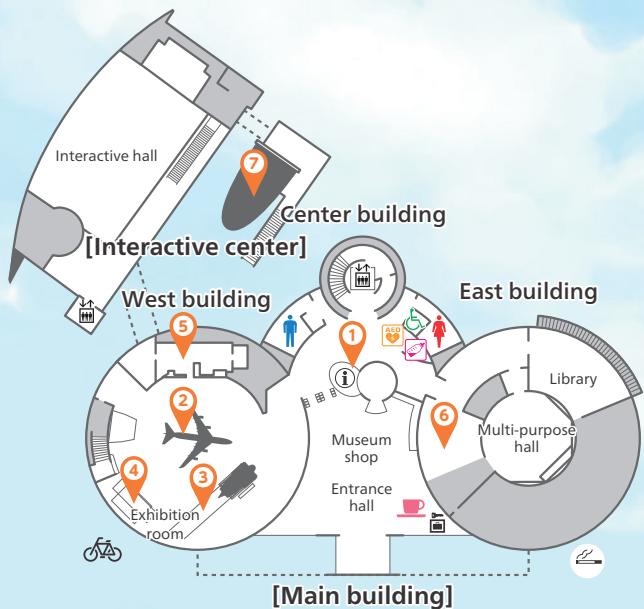 Interactive hall
7
Center building
[Interactive center]
West building
East building
5
1
AED
i
Library
2
6
Multi-purpose
hall
Museum
shop
4
3
Entrance
hall
Exhibition
room
[Main building]